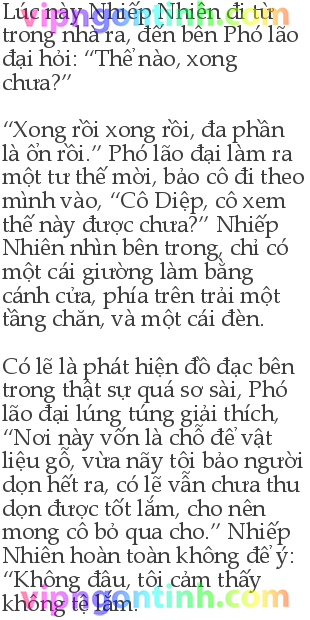 Lúc này Nhiếp Nhiên đi từ
trong nhà ra, đến bên Phó lão
đại hỏi: “Thế nào, xong
chưa?”
“Xong rồi xong rồi, đa phần
là ổn rồi.” Phó lão đại làm ra
một tư thế mời, bảo cô đi theo
mình vào, “Cô Diệp, cô xem
thế này được chưa?” Nhiếp
Nhiên nhìn bên trong, chỉ có
một cái giường làm bằng
cánh cửa, phía trên trải một
tầng chăn, và một cái đèn.
Có lẽ là phát hiện đồ đạc bên
trong thật sự quá sơ sài, Phó
lão đại lúng túng giải thích,
“Nơi này vốn là chỗ để vật
liệu gỗ, vừa nãy tôi bảo người
dọn hết ra, có lẽ vẫn chưa thu
dọn được tốt lắm, cho nên
mong cô bỏ qua cho.” Nhiếp
Nhiên hoàn toàn không để ý:
“Không đâu, tôi cảm thấy
không tệ lắm.
vipngontinh.com
vipngontinh.com